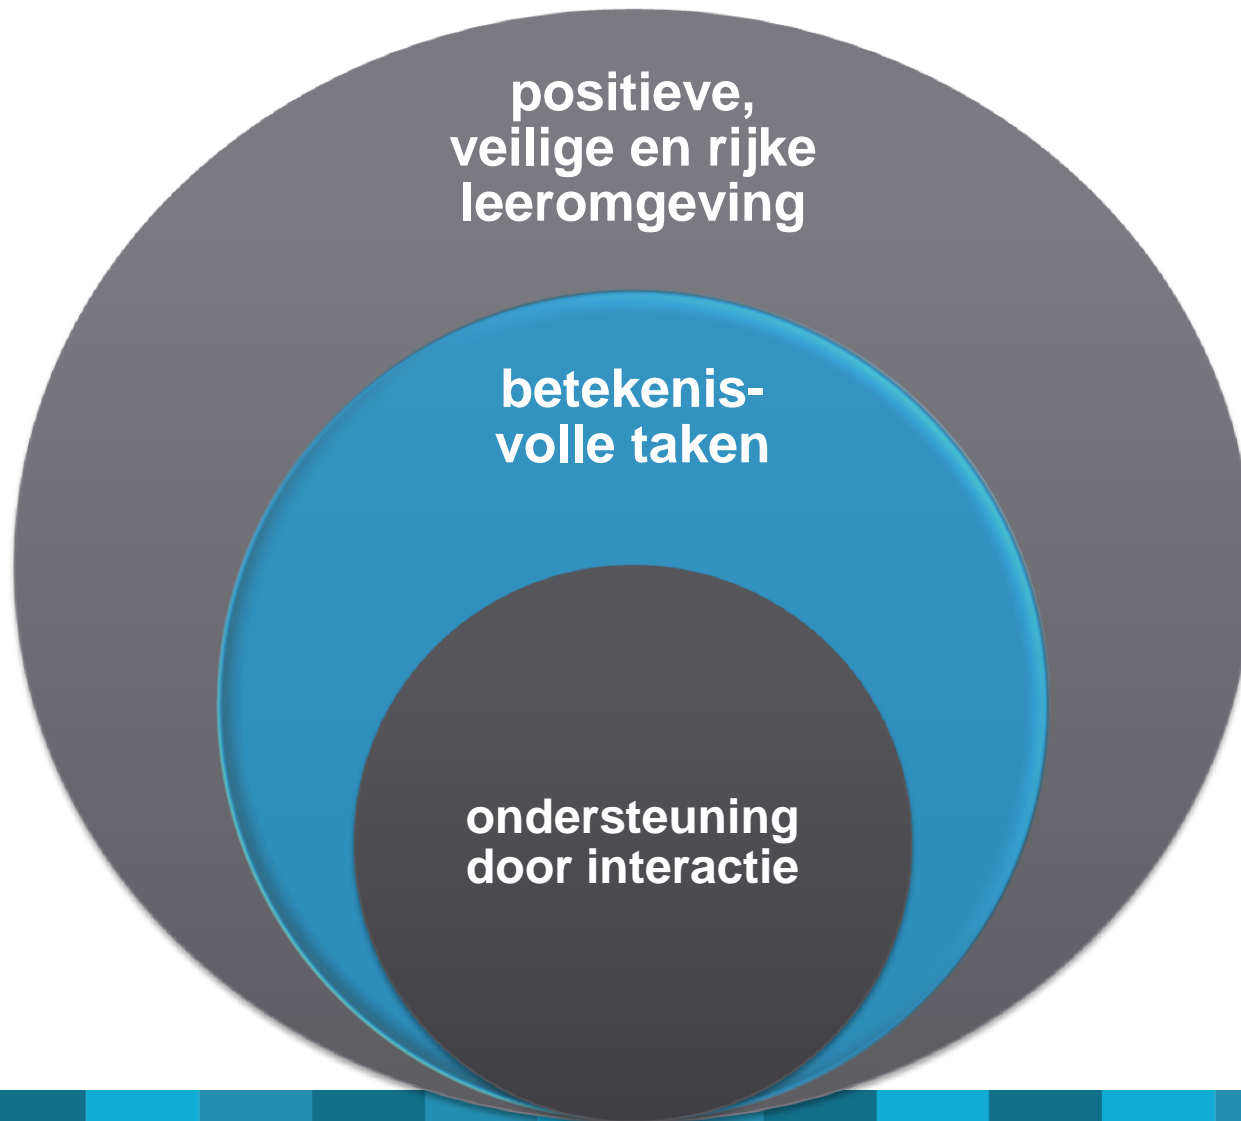 positieve,
veilige en rijke
leeromgeving
betekenis-
volle taken
ondersteuning
door interactie